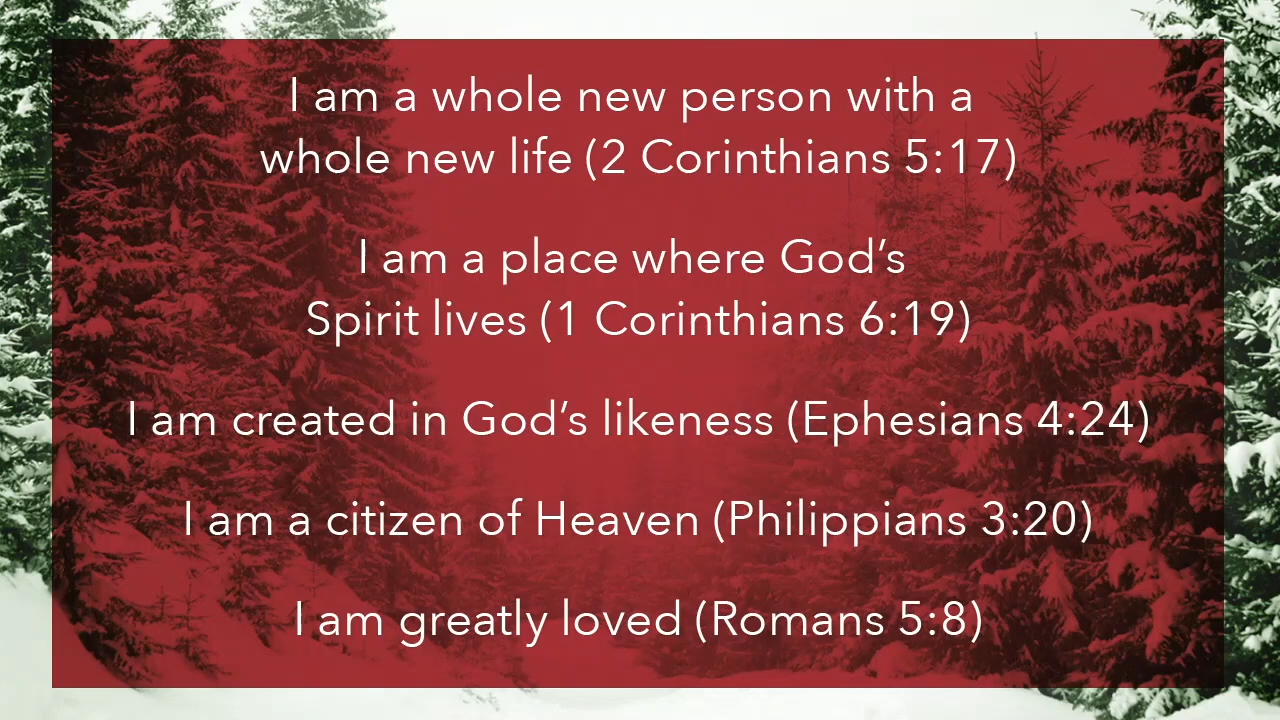 I am a whole new person with a
whole new life (2 Corinthians 5:17)
I am a place where God’s
Spirit lives (1 Corinthians 6:19)
I am created in God’s likeness (Ephesians 4:24)
I am a citizen of Heaven (Philippians 3:20)
I am greatly loved (Romans 5:8)